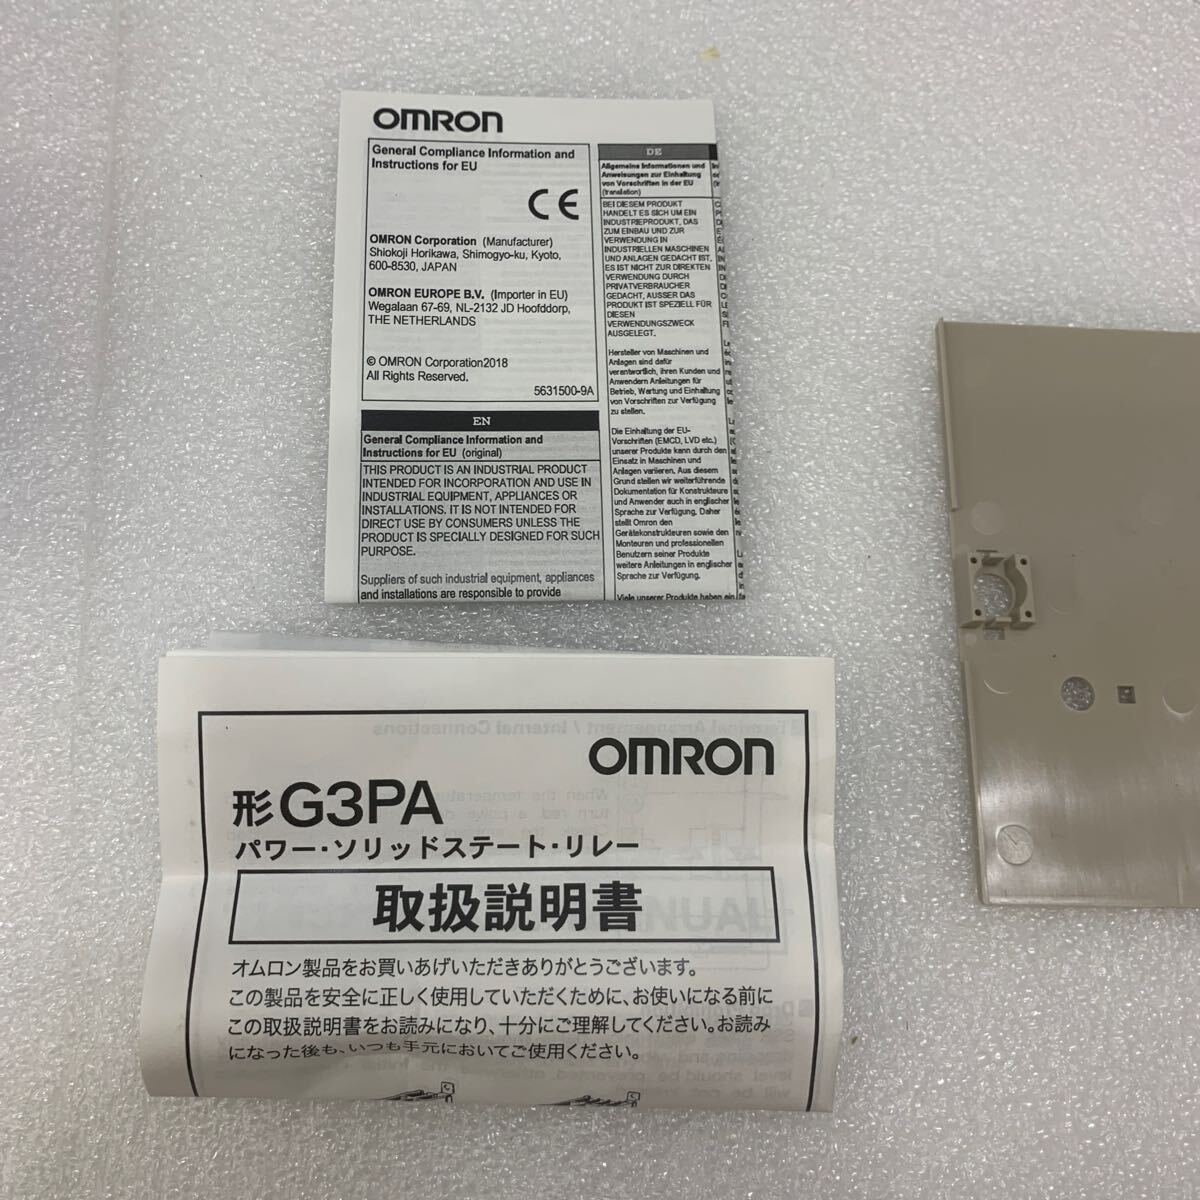 OMRON
General Compliance Information and
Instructions for EU
CE
OMRON Corporation (Manufacturer)
Shiokoji Horikawa, Shimogyo-ku, Kyoto,
600-8530, JAPAN
OMRON EUROPE B.V. (Importer in EU)
Wegalaan 67-69, NL-2132 JD Hoofddorp,
THE NETHERLANDS
© OMRON Corporation2018
All Rights Reserved.
5631500-9A
EN
General Compliance Information and
Instructions for EU (original)
THIS PRODUCT IS AN INDUSTRIAL PRODUCT
INTENDED FOR INCORPORATION AND USE IN
INDUSTRIAL EQUIPMENT, APPLIANCES OR
INSTALLATIONS. IT IS NOT INTENDED FOR
DIRECT USE BY CONSUMERS UNLESS THE
PRODUCT IS SPECIALLY DESIGNED FOR SUCH
PURPOSE.
Suppliers of such industrial equipment, appliances
and installations are responsible to provide
DE
Allgemeine Informationen und
Anweisungen zur Einhaltung
von Vorschriften in der EU
(translation)
BEI DIESEM PRODUKT
HANDELT ES SICH UM EIN
INDUSTRIEPRODUKT, DAS
ZUM EINBAU UND ZUR
VERWENDUNG IN
INDUSTRIELLEN MASCHINEN
UND ANLAGEN GEDACHT IST.
ES IST NICHT ZUR DIREKTEN
VERWENDUNG DURCH
PRIVATVERBRAUCHER
GEDACHT, AUSSER DAS
PRODUKT IST SPEZIELL FÜR
DIESEN
VERWENDUNGSZWECK
AUSGELEGT.
Hersteller von Maschinen und
Anlagen sind dafür
verantwortlich, ihren Kunden und
Anwendern Anleitungen für
Betrieb, Wartung und Einhaltung
von Vorschriften zur Verfügung
zu stellen.
Die Einhaltung der EU-
Vorschriften (EMCD, LVD etc.)
unserer Produkte kann durch den
Einsatz in Maschinen und
Anlagen variieren. Aus diesem
Grund stellen wir weiterführende
Dokumentation für Konstrukteure
und Anwender auch in englischer
Sprache zur Verfügung. Daher
stellt Omron den
Gerätekonstrukteuren sowie den
Monteuren und professionellen
Benutzern seiner Produkte
weitere Anleitungen in englischer
Sprache zur Verfügung.
Viele unserer Produkte haben ein
OMRON
形G3PA
パワー・ソリッドステート・リレー
取扱説明書
オムロン製品をお買いあげいただきありがとうございます。
この製品を安全に正しく使用していただくために、お使いになる前に
この取扱説明書をお読みになり、十分にご理解してください。お読み
になった後も、いつも手元においてご使用ください。